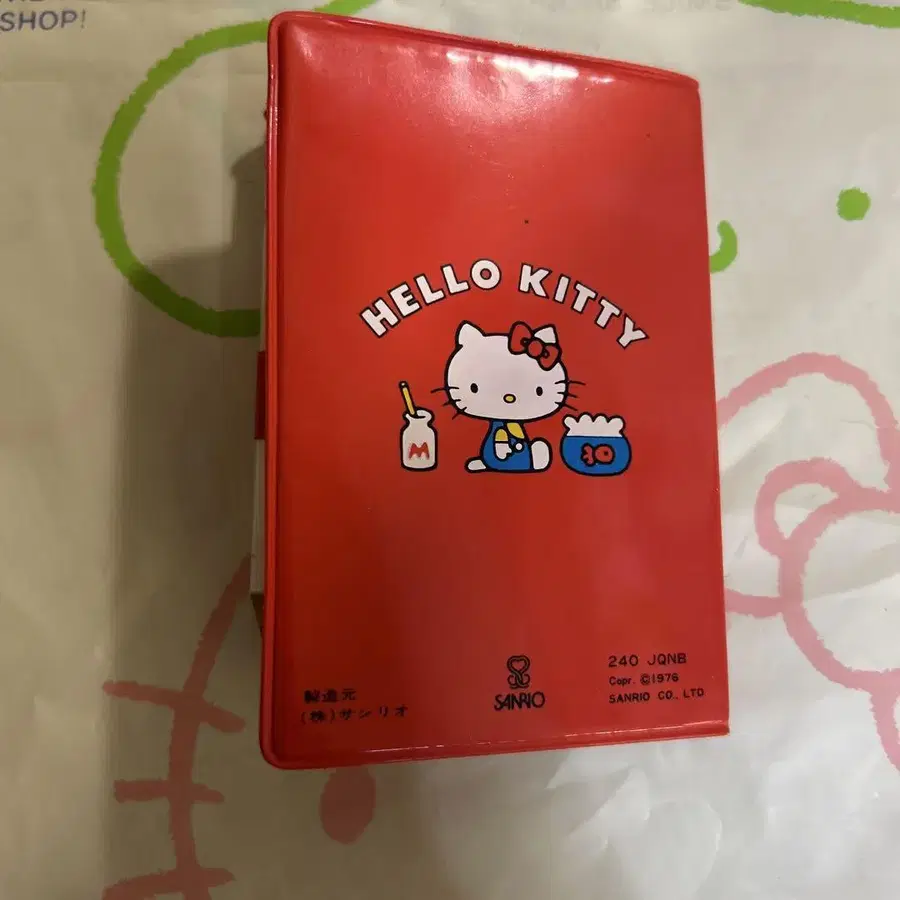 SHOP!
HELLO KITTY
M
製造元
(株)サンリオ
SANRIO
240 JQNB
Copr. ©1976
SANRIO CO., LTD